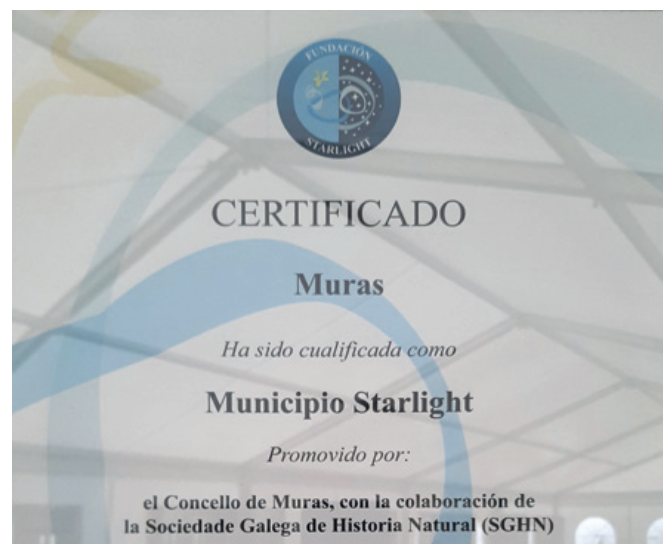 FUNDACIÓN
STARLIGHT
CERTIFICADO
Muras
Ha sido cualificada como
Municipio Starlight
Promovido por:
el Concello de Muras, con la colaboración de
la Sociedade Galega de Historia Natural (SGHN)